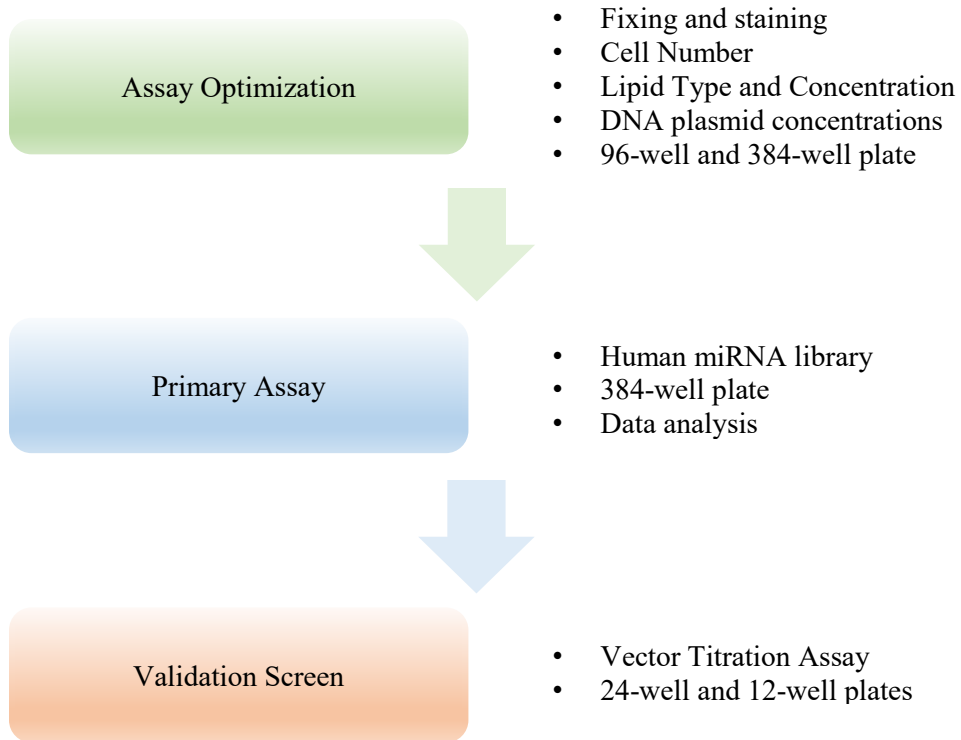 Assay Optimization
• Fixing and staining
• Cell Number
• Lipid Type and Concentration
• DNA plasmid concentrations
• 96-well and 384-well plate
Primary Assay
• Human miRNA library
• 384-well plate
• Data analysis
Validation Screen
• Vector Titration Assay
• 24-well and 12-well plates